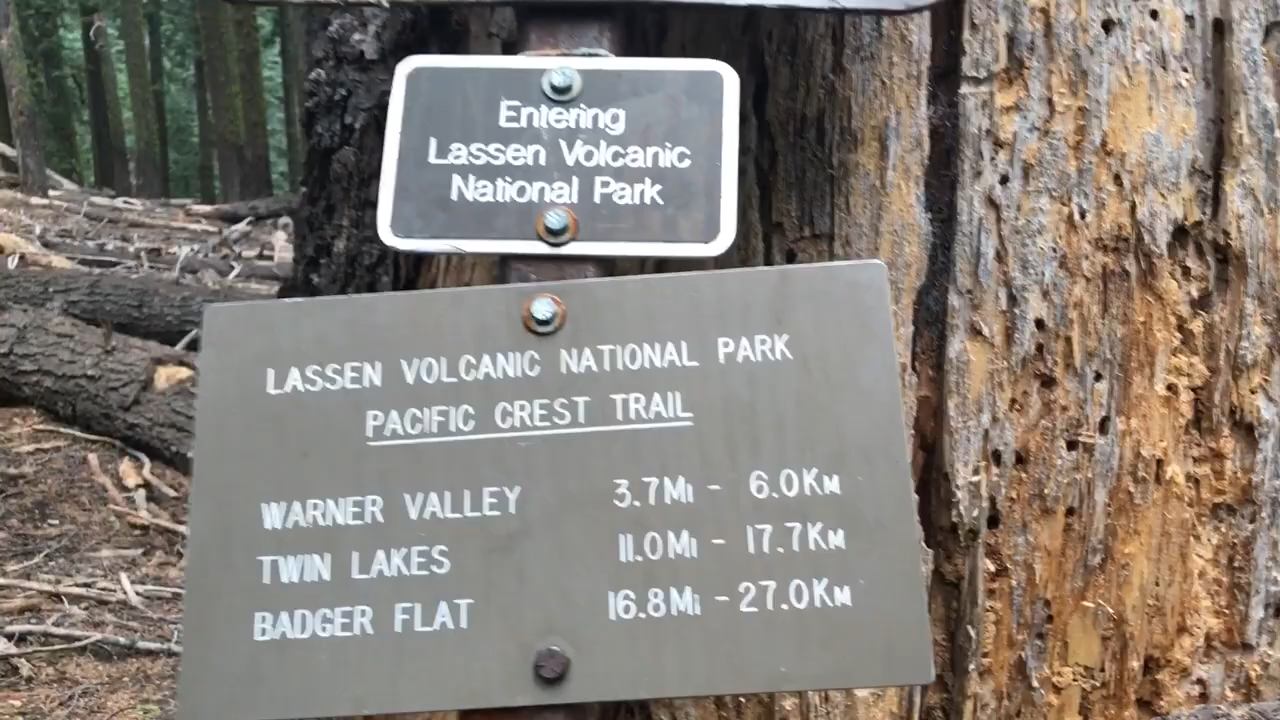 Entering
Lassen Volcanic
National Park
LASSEN VOLCANIC NATIONAL PARK
PACIFIC CREST TRAIL
WARNER VALLEY 3.7Mi - 6.0Km
TWIN LAKES 11.0Mi - 17.7Km
BADGER FLAT 16.8Mi - 27.0Km